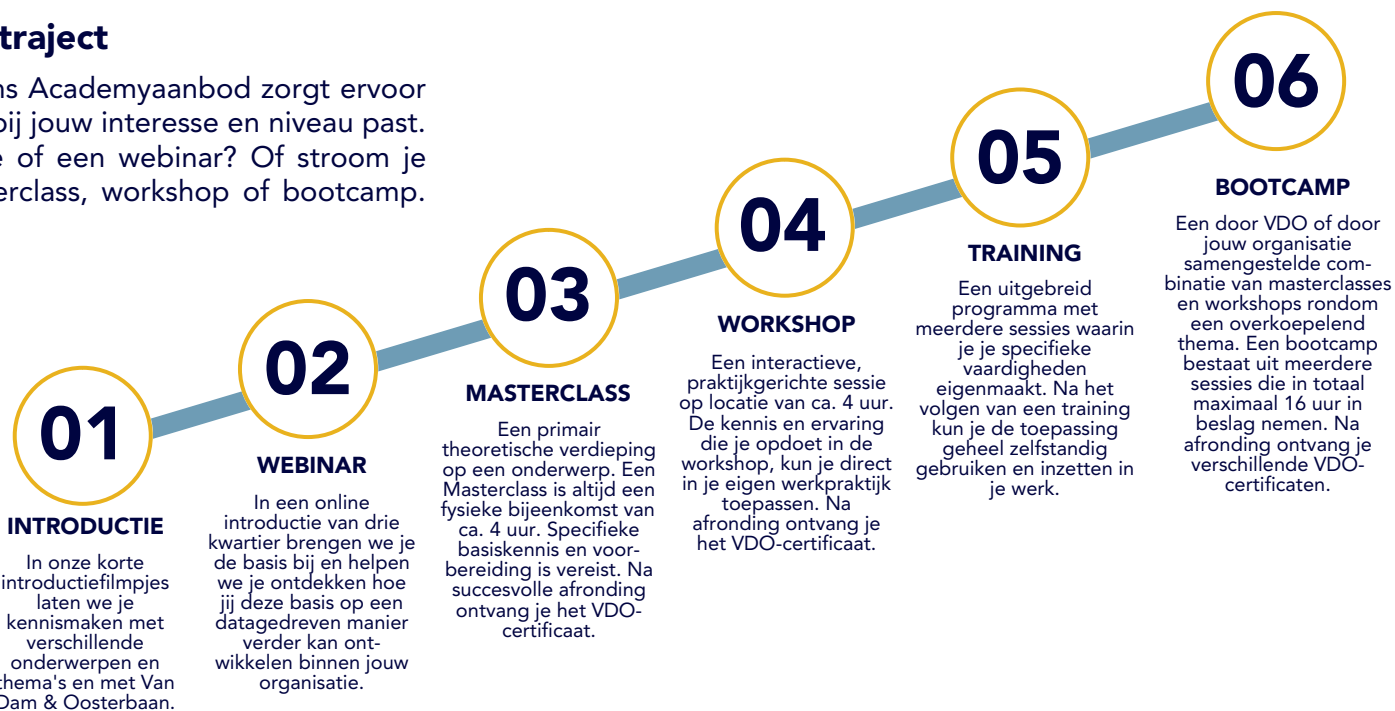 traject
ns Academyaanbod zorgt ervoor
bij jouw interesse en niveau past.
e of een webinar? Of stroom je
erclass, workshop of bootcamp.
01
INTRODUCTIE
In onze korte
introductiefilmpjes
laten we je
kennismaken met
verschillende
onderwerpen en
thema's en met Van
Dam & Oosterbaan.
02
WEBINAR
In een online
introductie van drie
kwartier brengen we je
de basis bij en helpen
we je ontdekken hoe
jij deze basis op een
datagedreven manier
verder kan ont-
wikkelen binnen jouw
organisatie.
03
MASTERCLASS
Een primair
theoretische verdieping
op een onderwerp. Een
Masterclass is altijd een
fysieke bijeenkomst van
ca. 4 uur. Specifieke
basiskennis en voor-
bereiding is vereist. Na
succesvolle afronding
ontvang je het VDO-
certificaat.
04
WORKSHOP
Een interactieve,
praktijkgerichte sessie
op locatie van ca. 4 uur.
De kennis en ervaring
die je opdoet in de
workshop, kun je direct
in je eigen werkpraktijk
toepassen. Na
afronding ontvang je
het VDO-certificaat.
05
TRAINING
Een uitgebreid
programma met
meerdere sessies waarin
je je specifieke
vaardigheden
eigenmaakt. Na het
volgen van een training
kun je de toepassing
geheel zelfstandig
gebruiken en inzetten in
je werk.
06
BOOTCAMP
Een door VDO of door
jouw organisatie
samengestelde com-
binatie van masterclasses
en workshops rondom
een overkoepelend
thema. Een bootcamp
bestaat uit meerdere
sessies die in totaal
maximaal 16 uur in
beslag nemen. Na
afronding ontvang je
verschillende VDO-
certificaten.